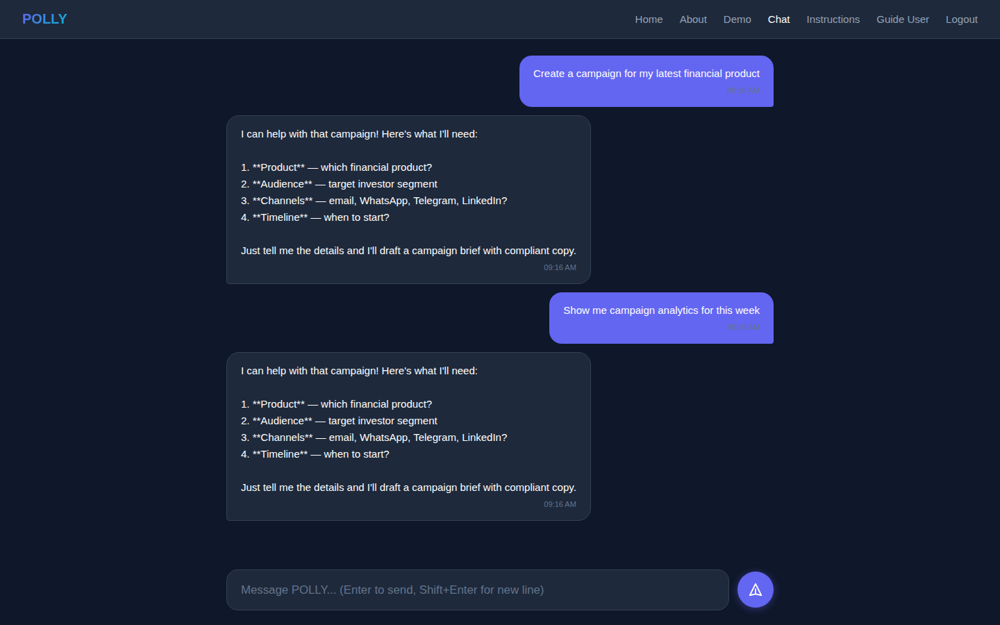 POLLY
Home About Demo Chat Instructions Guide User Logout
Create a campaign for my latest financial product
I can help with that campaign! Here's what I'll need:
1. **Product** — which financial product?
2. **Audience** — target investor segment
3. **Channels** — email, WhatsApp, Telegram, LinkedIn?
4. **Timeline** — when to start?
Just tell me the details and I'll draft a campaign brief with compliant copy.
09:16 AM
Show me campaign analytics for this week
I can help with that campaign! Here's what I'll need:
1. **Product** — which financial product?
2. **Audience** — target investor segment
3. **Channels** — email, WhatsApp, Telegram, LinkedIn?
4. **Timeline** — when to start?
Just tell me the details and I'll draft a campaign brief with compliant copy.
09:16 AM
Message POLLY... (Enter to send, Shift+Enter for new line)